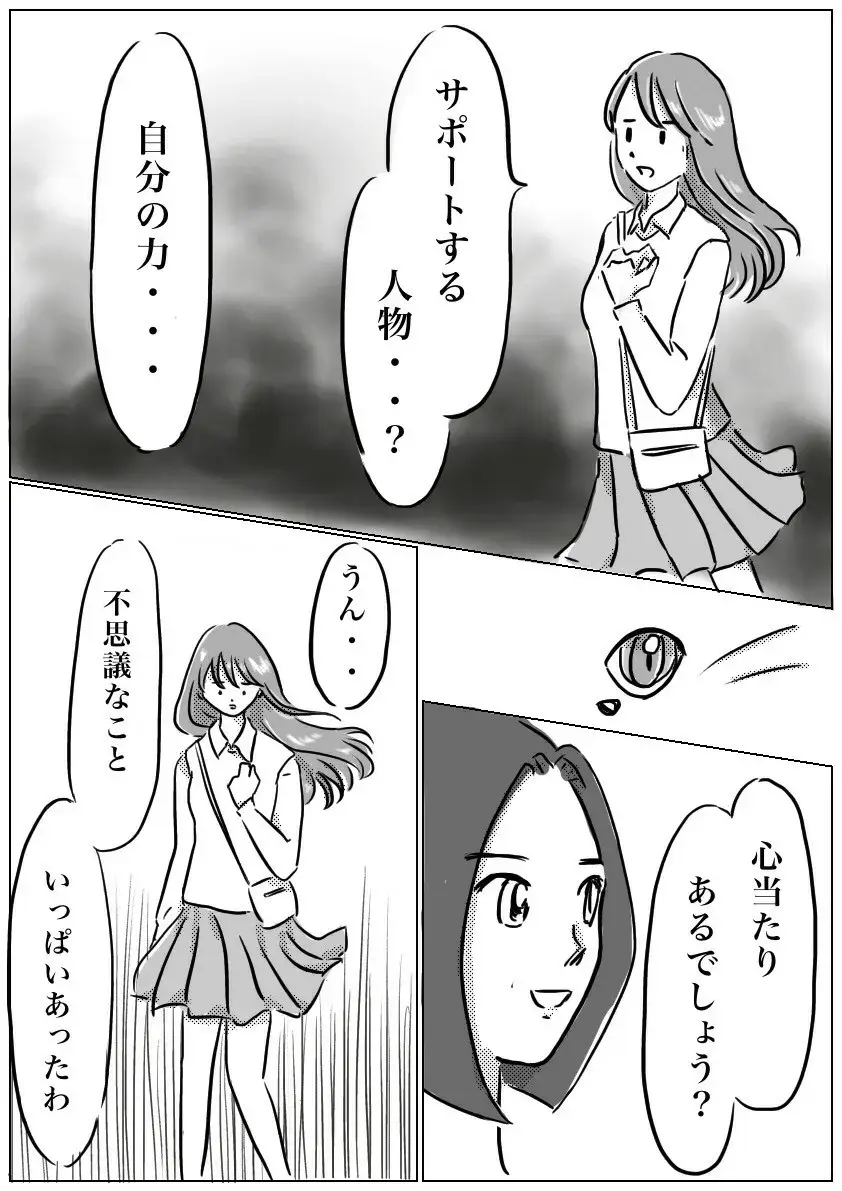 サポートする
人物・・？
自分の力・・・
心当たり
あるでしょう？
うん・・
不思議なこと
いっぱいあったわ